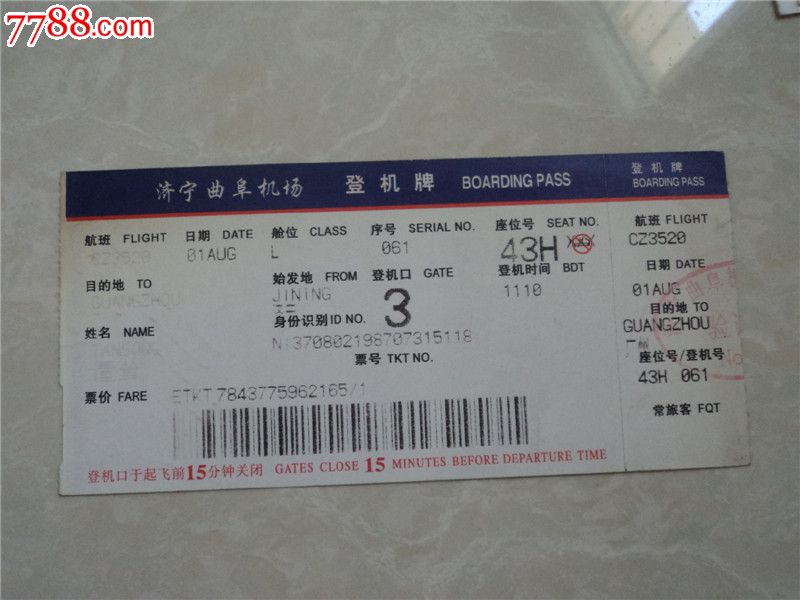 7788.com
济宁曲阜机场 登机牌 BOARDING PASS
航班 FLIGHT 日期 DATE 舱位 CLASS 序号 SERIAL NO. 座位号 SEAT NO.
CZ3520 01AUG L 061 43H
目的地 TO 始发地 FROM 登机口 GATE 登机时间 BDT
GUANGZHOU JINING 3 1110
姓名 NAME 身份识别 ID NO.
NI370802198707315118
票号 TKT NO.
票价 FARE ETKT 7843775962165/1
登机口于起飞前15分钟关闭 GATES CLOSE 15 MINUTES BEFORE DEPARTURE TIME
登机牌
BOARDING PASS
航班 FLIGHT
CZ3520
日期 DATE
01AUG
目的地 TO
GUANGZHOU
座位号/登机号
43H 061
常旅客 FQT